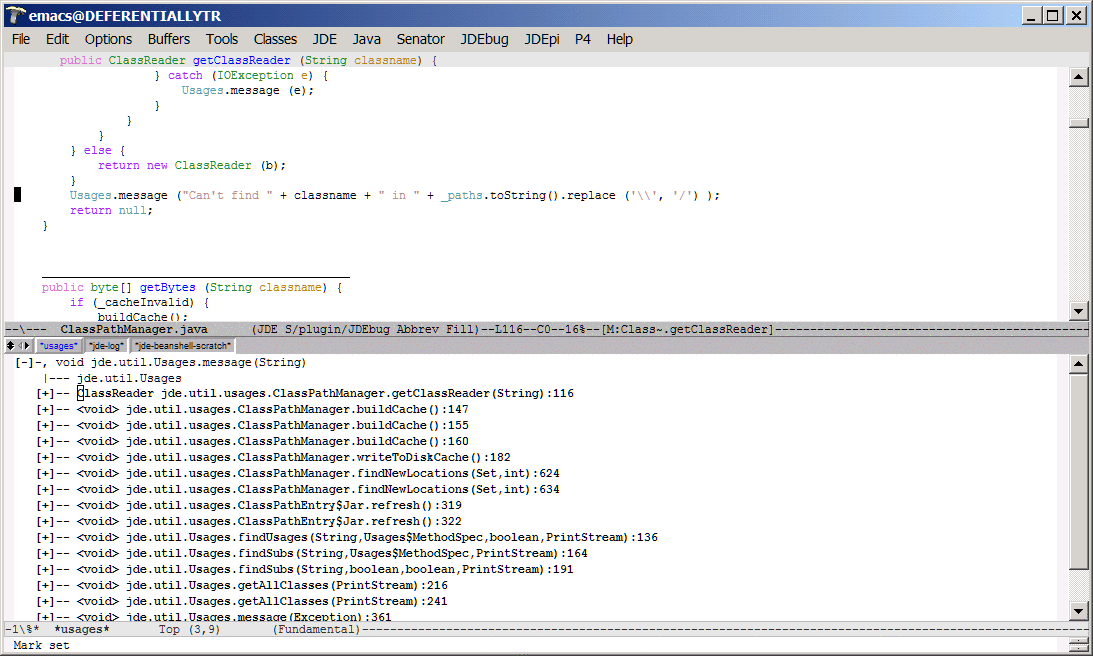 emacs@DEFERENTIALLYTR
File Edit Options Buffers Tools Classes JDE Java Senator JDEbug JDEpi P4 Help
public ClassReader getClassReader (String classname) {
} catch (IOException e) {
Usages.message (e);
}
}
}
} else {
return new ClassReader (b);
}
Usages.message ("Can't find " + classname + " in " + _paths.toString().replace ('\\', '/') );
return null;
}
public byte[] getBytes (String classname) {
if (_cacheInvalid) {
buildCache();
--\--- ClassPathManager.java (JDE S/plugin/JDEbug Abbrev Fill)--L116--C0--16%--[M:Class~.getClassReader]----
*usages* *jde-log* *jde-beanshell-scratch*
[-]-, void jde.util.Usages.message(String)
|--- jde.util.Usages
[+]-- ClassReader jde.util.usages.ClassPathManager.getClassReader(String):116
[+]-- <void> jde.util.usages.ClassPathManager.buildCache():147
[+]-- <void> jde.util.usages.ClassPathManager.buildCache():155
[+]-- <void> jde.util.usages.ClassPathManager.buildCache():160
[+]-- <void> jde.util.usages.ClassPathManager.writeToDiskCache():182
[+]-- <void> jde.util.usages.ClassPathManager.findNewLocations(Set,int):624
[+]-- <void> jde.util.usages.ClassPathManager.findNewLocations(Set,int):634
[+]-- <void> jde.util.usages.ClassPathEntry$Jar.refresh():319
[+]-- <void> jde.util.usages.ClassPathEntry$Jar.refresh():322
[+]-- <void> jde.util.Usages.findUsages(String,Usages$MethodSpec,boolean,PrintStream):136
[+]-- <void> jde.util.Usages.findSubs(String,Usages$MethodSpec,PrintStream):164
[+]-- <void> jde.util.Usages.findSubs(String,boolean,boolean,PrintStream):191
[+]-- <void> jde.util.Usages.getAllClasses(PrintStream):216
[+]-- <void> jde.util.Usages.getAllClasses(PrintStream):241
[+]-- <void> jde.util.Usages.message(Exception):361
-1\%* *usages* Top (3,9) (Fundamental)----
Mark set